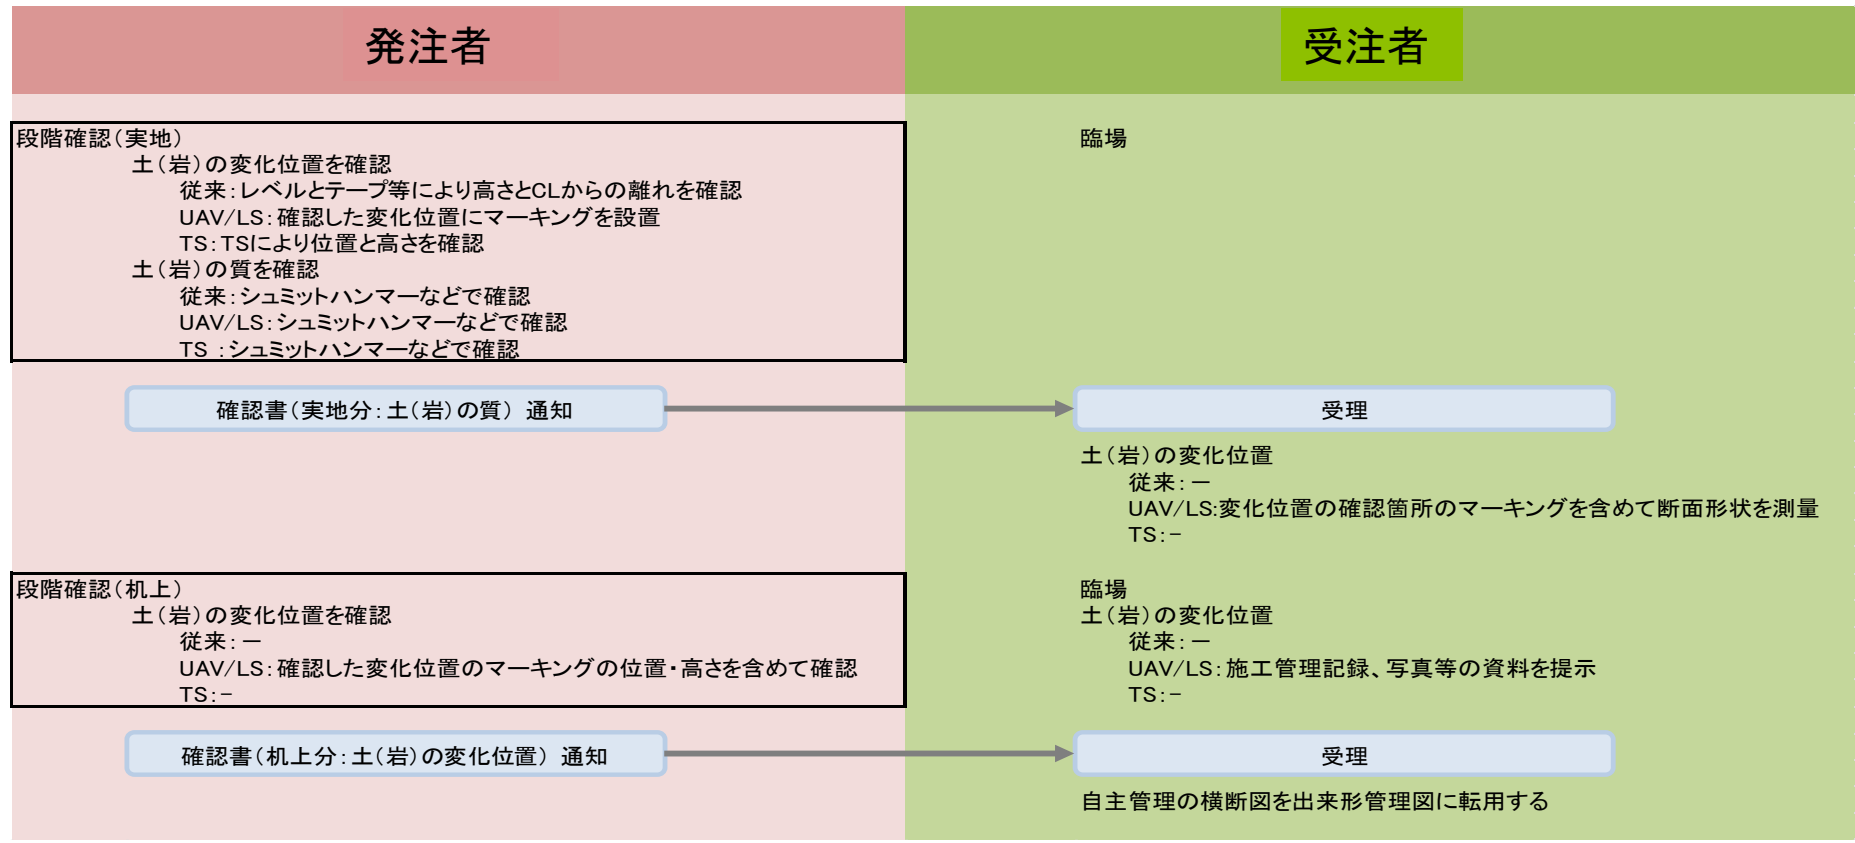 発注者
受注者
段階確認(実地)
臨場
土(岩)の変化位置を確認
従来:レベルとテープ等により高さとCLからの離れを確認
UAV/LS:確認した変化位置にマーキングを設置
TS:TSにより位置と高さを確認
土(岩)の質を確認
従来:シュミットハンマーなどで確認
UAV/LS:シュミットハンマーなどで確認
TS :シュミットハンマーなどで確認
確認書(実地分:土(岩)の質) 通知
受理
土(岩)の変化位置
従来:ー
UAV/LS:変化位置の確認箇所のマーキングを含めて断面形状を測量
TS:-
段階確認(机上)
土(岩)の変化位置を確認
従来:ー
UAV/LS:確認した変化位置のマーキングの位置・高さを含めて確認
TS:-
臨場
土(岩)の変化位置
従来:ー
UAV/LS:施工管理記録、写真等の資料を提示
TS:-
確認書(机上分:土(岩)の変化位置) 通知
受理
自主管理の横断図を出来形管理図に転用する